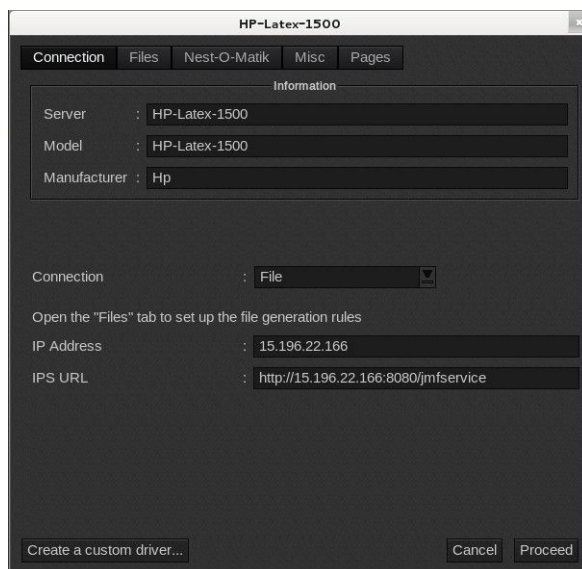 HP-Latex-1500
Connection Files Nest-O-Matik Misc Pages
Information
Server : HP-Latex-1500
Model : HP-Latex-1500
Manufacturer : Hp
Connection : File
Open the "Files" tab to set up the file generation rules
IP Address : 15.196.22.166
IPS URL : http://15.196.22.166:8080/jmfservice
Create a custom driver... Cancel Proceed